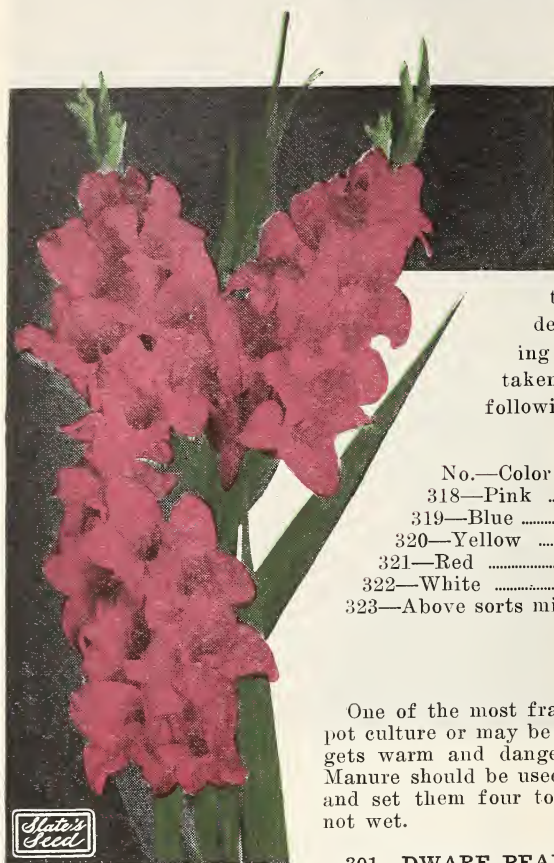 de
ing
taken
followi
No.—Color
318—Pink
319—Blue
320—Yellow
321—Red
322—White
323—Above sorts mi
One of the most fra
pot culture or may be
gets warm and dange
Manure should be used
and set them four to
not wet.
301 DWARF PEA
Slate's
Seed